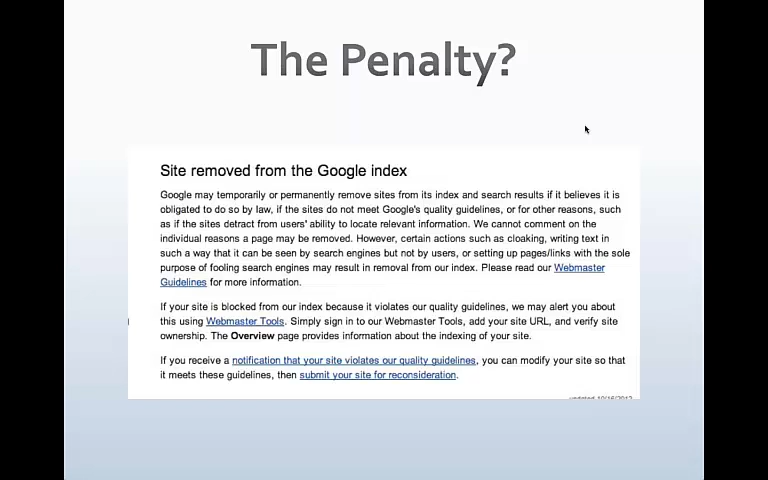 The Penalty?
Site removed from the Google index
Google may temporarily or permanently remove sites from its index and search results if it believes it is
obligated to do so by law, if the sites do not meet Google's quality guidelines, or for other reasons, such
as if the sites detract from users' ability to locate relevant information. We cannot comment on the
individual reasons a page may be removed. However, certain actions such as cloaking, writing text in
such a way that it can be seen by search engines but not by users, or setting up pages/links with the sole
purpose of fooling search engines may result in removal from our index. Please read our Webmaster
Guidelines for more information.
If your site is blocked from our index because it violates our quality guidelines, we may alert you about
this using Webmaster Tools. Simply sign in to our Webmaster Tools, add your site URL, and verify site
ownership. The Overview page provides information about the indexing of your site.
If you receive a notification that your site violates our quality guidelines, you can modify your site so that
it meets these guidelines, then submit your site for reconsideration.